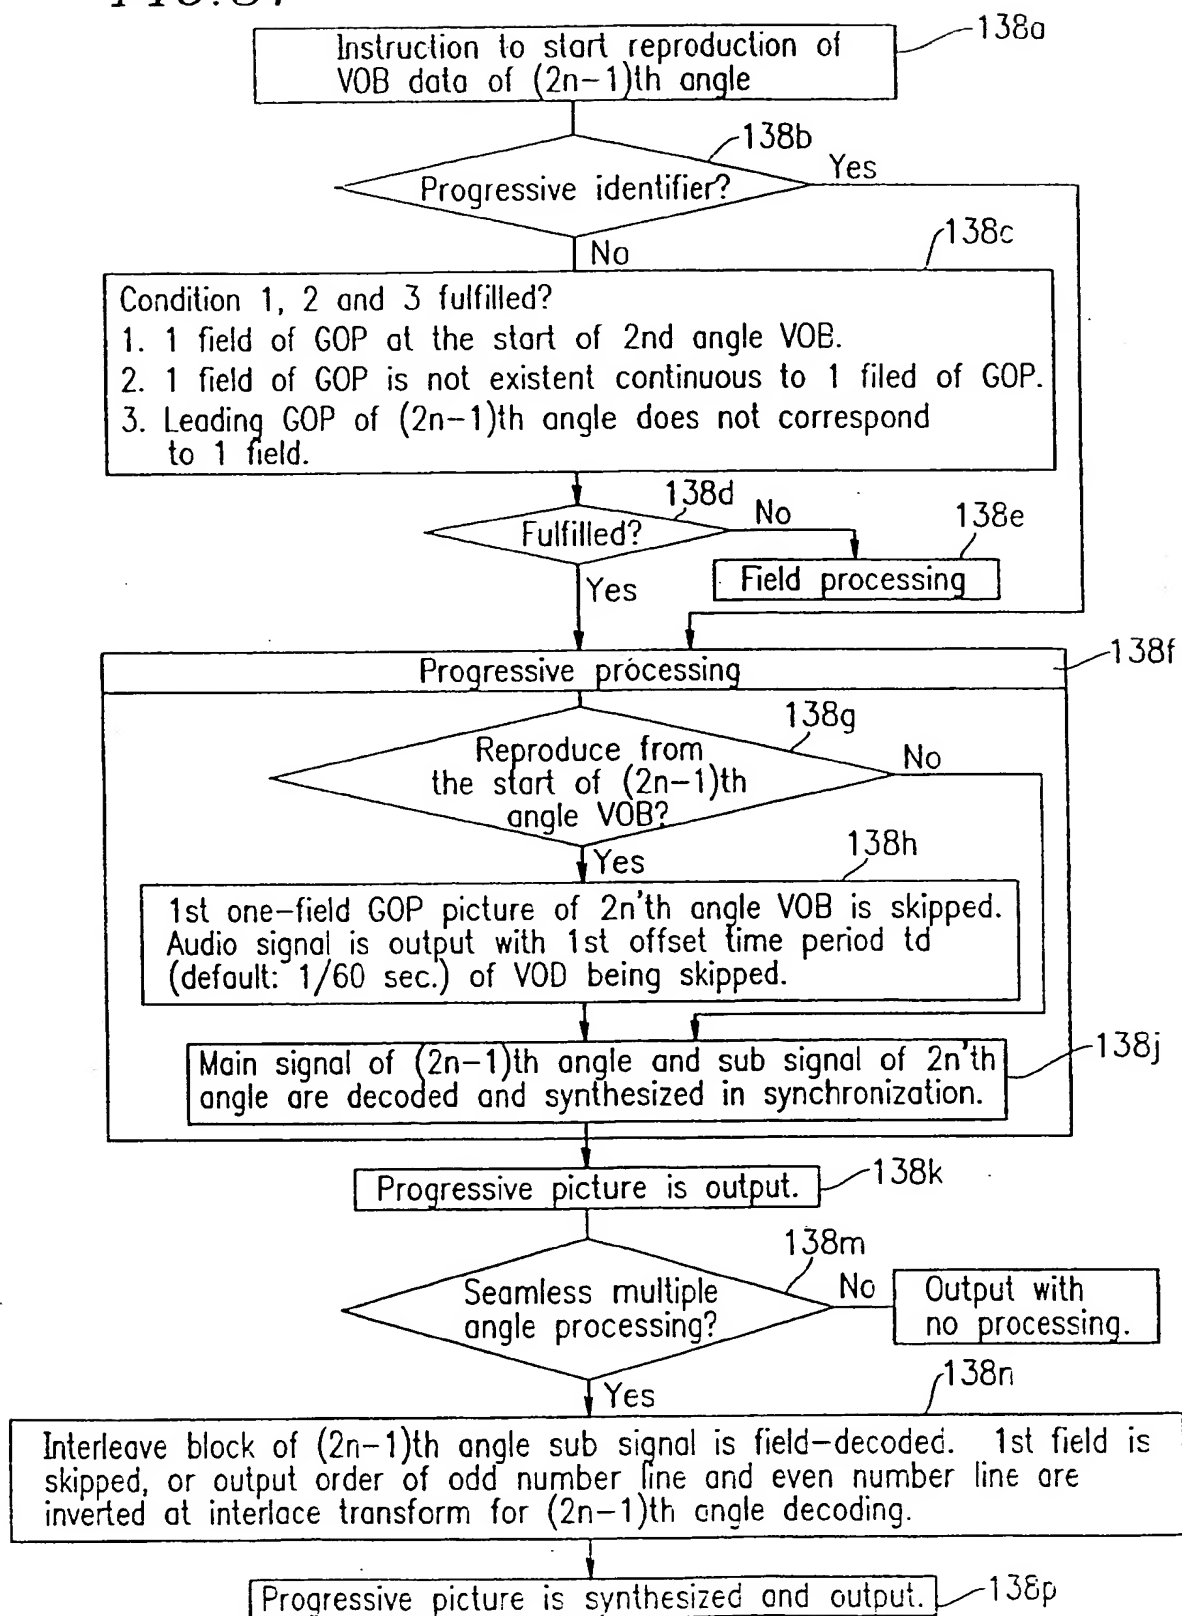 Instruction to start reproduction of
VOB data of (2n-1)th angle
138a
138b
Progressive identifier?
Yes
No
138c
Condition 1, 2 and 3 fulfilled?
1. 1 field of GOP at the start of 2nd angle VOB.
2. 1 field of GOP is not existent continuous to 1 filed of GOP.
3. Leading GOP of (2n-1)th angle does not correspond
to 1 field.
138d
Fulfilled?
No
138e
Field processing
Yes
Progressive processing
138f
138g
Reproduce from
the start of (2n-1)th
angle VOB?
No
Yes
138h
1st one-field GOP picture of 2n'th angle VOB is skipped.
Audio signal is output with 1st offset time period td
(default: 1/60 sec.) of VOD being skipped.
Main signal of (2n-1)th angle and sub signal of 2n'th
angle are decoded and synthesized in synchronization.
138j
Progressive picture is output.
138k
138m
Seamless multiple
angle processing?
No
Output with
no processing.
Yes
138n
Interleave block of (2n-1)th angle sub signal is field-decoded. 1st field is
skipped, or output order of odd number line and even number line are
inverted at interlace transform for (2n-1)th angle decoding.
Progressive picture is synthesized and output.
138p